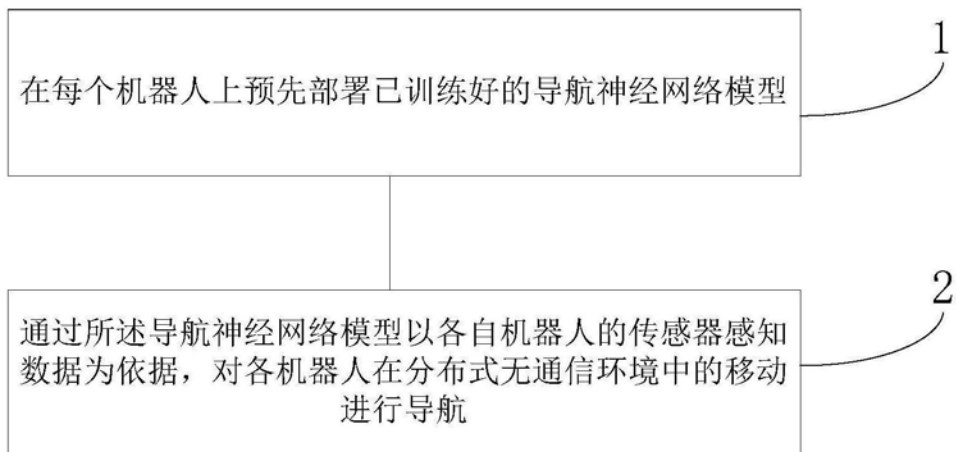 1
在每个机器人上预先部署已训练好的导航神经网络模型
2
通过所述导航神经网络模型以各自机器人的传感器感知
数据为依据，对各机器人在分布式无通信环境中的移动
进行导航